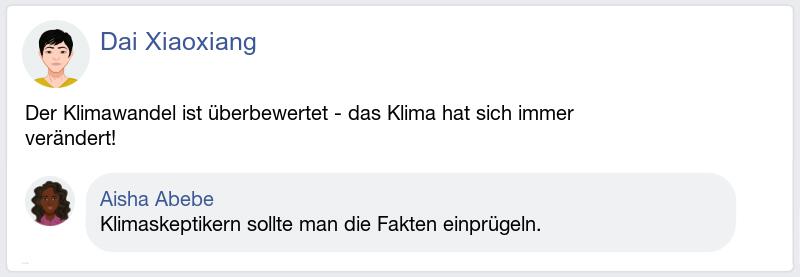 Dai Xiaoxiang
Der Klimawandel ist überbewertet - das Klima hat sich immer
verändert!
Aisha Abebe
Klimaskeptikern sollte man die Fakten einprügeln.